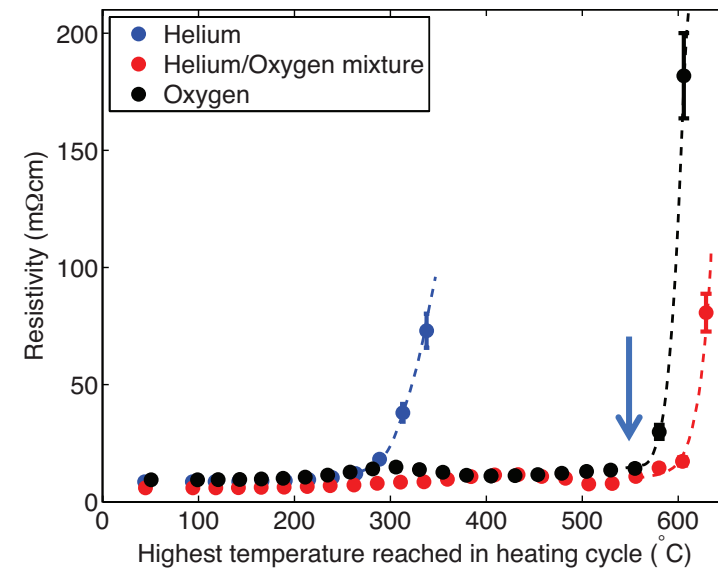 200
150
100
50
0
Resistivity (mΩcm)
Helium
Helium/Oxygen mixture
Oxygen
0 100 200 300 400 500 600
Highest temperature reached in heating cycle (°C)